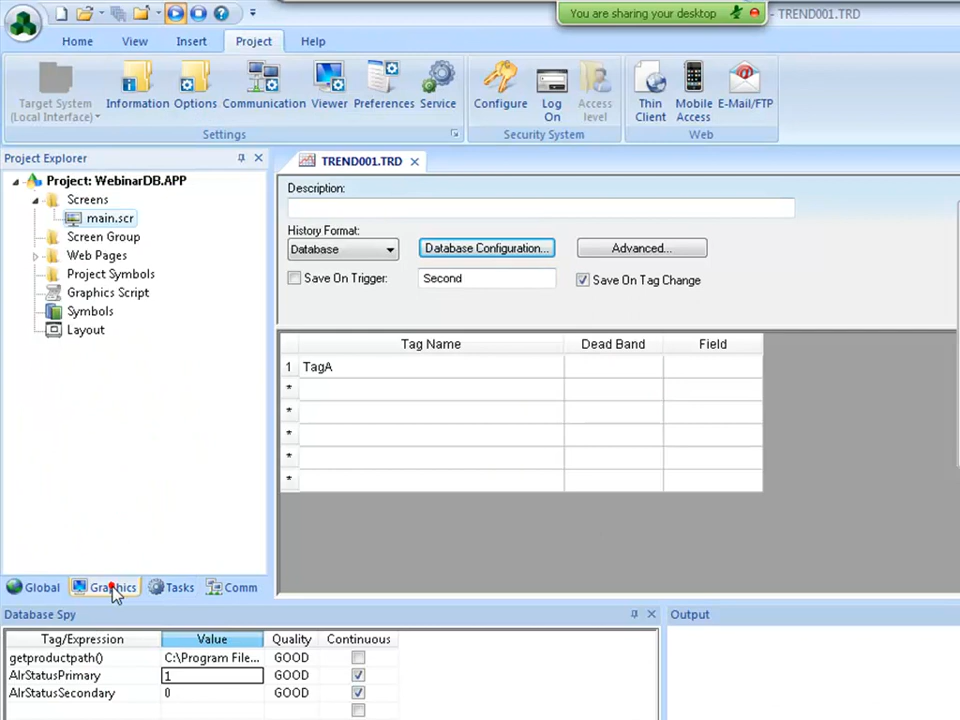 You are sharing your desktop
- TREND001.TRD
Home View Insert Project Help
Target System (Local Interface)
Information
Options
Communication
Viewer
Preferences
Service
Configure
Log On
Access level
Thin Client
Mobile Access
E-Mail/FTP
Settings
Security System
Web
Project Explorer
TREND001.TRD
Project: WebinarDB.APP
Screens
main.scr
Screen Group
Web Pages
Project Symbols
Graphics Script
Symbols
Layout
Description:
History Format:
Database
Database Configuration...
Advanced...
Save On Trigger:
Second
Save On Tag Change
Tag Name Dead Band Field
1 TagA
*
*
*
*
*
Global Graphics Tasks Comm
Database Spy
Output
Tag/Expression Value Quality Continuous
getproductpath() C:\Program File... GOOD
AlrStatusPrimary 1 GOOD
AlrStatusSecondary 0 GOOD